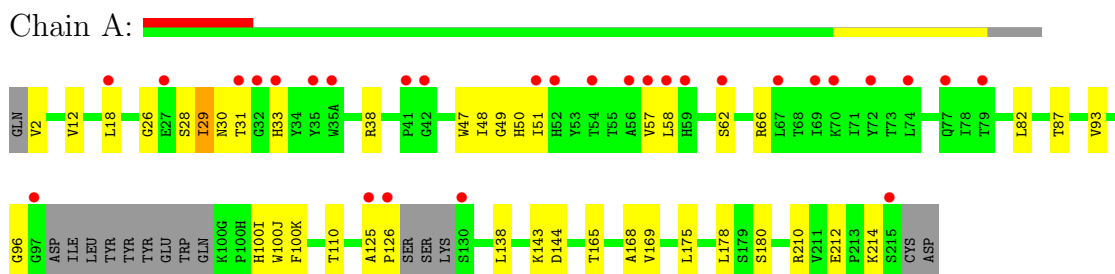 Chain A:
GLN V2 V12 L18 G26 E27 S28 I29 N30 T31 G32 H33 Y34 Y35 W35A R38 P41 G42 W47 I48 G49 H50 I51 H52 Y53 T54 T55 A56 V57 L58 H59 S62 R66 L67 T68 I69 K70 I71 Y72 T73 L74 Q77 I78 T79 L82 T87 V93
G96 G97 ASP ILE LEU TYR TYR TYR GLU TRP GLN K100G P100H H100I W100J F100K T110 A125 P126 SER SER LYS S130 L138 K143 D144 T165 A168 V169 L175 L178 S179 S180 R210 V211 E212 P213 K214 S215 CYS ASP